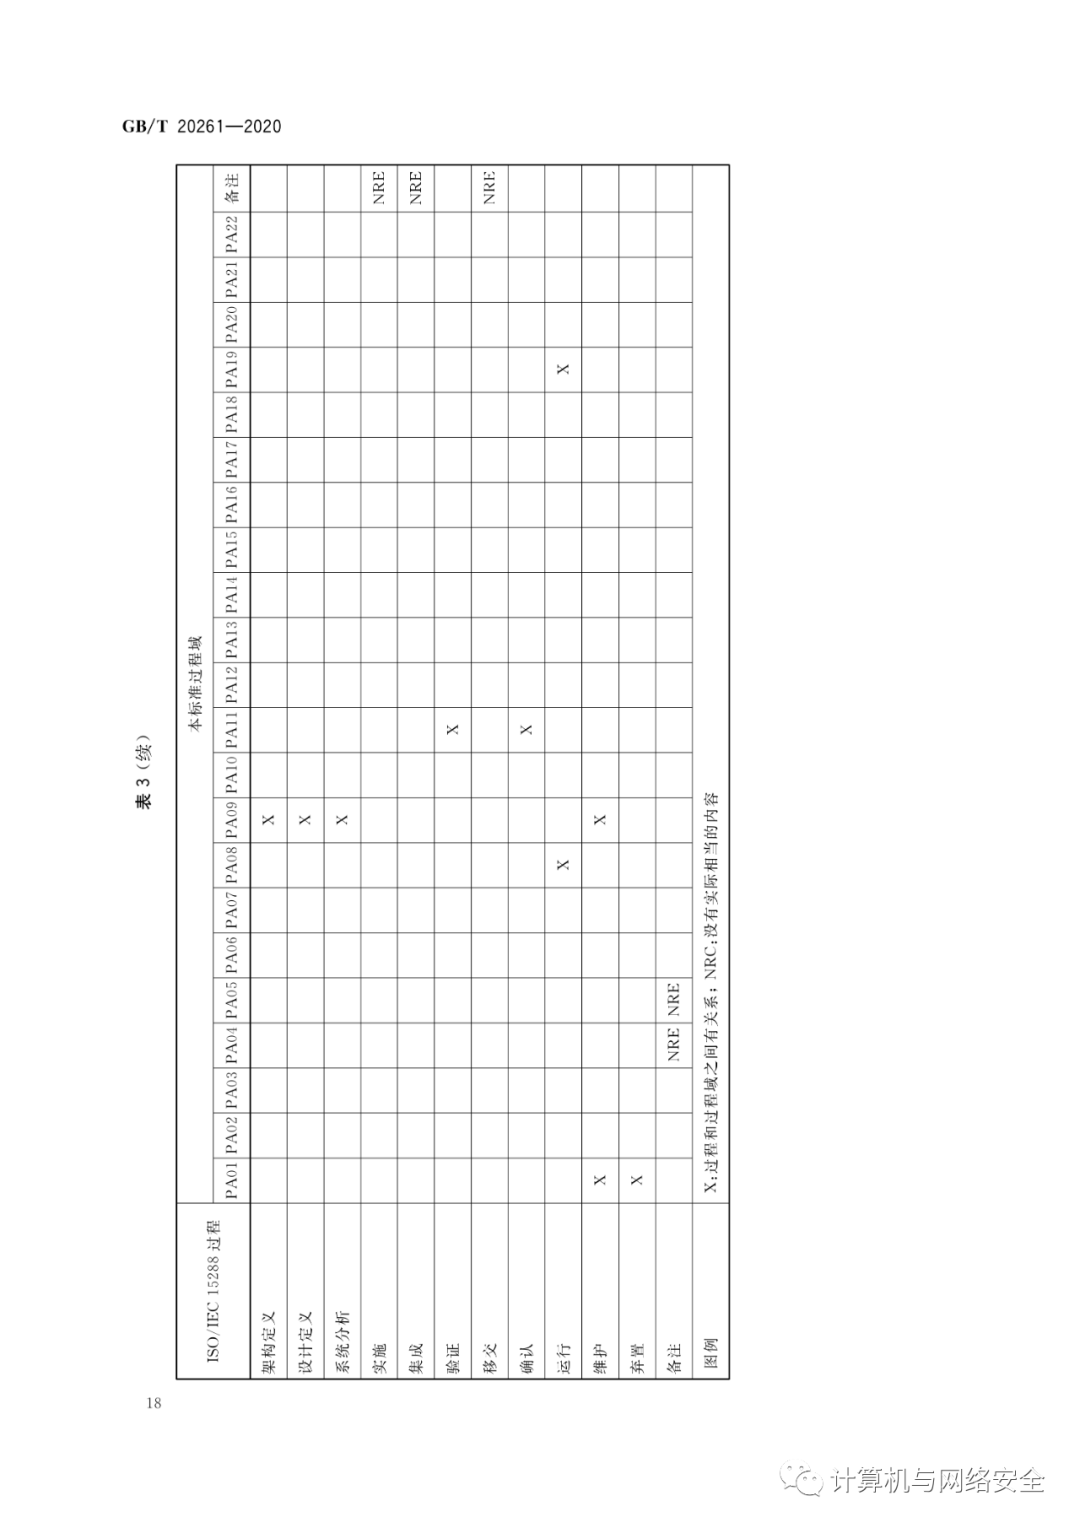 GB/T 20261—2020
表 3（续）
ISO/IEC 15288 过程 本标准过程域
PA01 PA02 PA03 PA04 PA05 PA06 PA07 PA08 PA09 PA10 PA11 PA12 PA13 PA14 PA15 PA16 PA17 PA18 PA19 PA20 PA21 PA22 备注
架构定义 X
设计定义 X
系统分析 X
实施 NRE
集成 NRE
验证 X
移交 NRE
确认 X
运行 X X
维护 X X
弃置 X
备注 NRE NRE
图例 X:过程和过程域之间有关系；NRC:没有实际相当的内容
18
计算机与网络安全